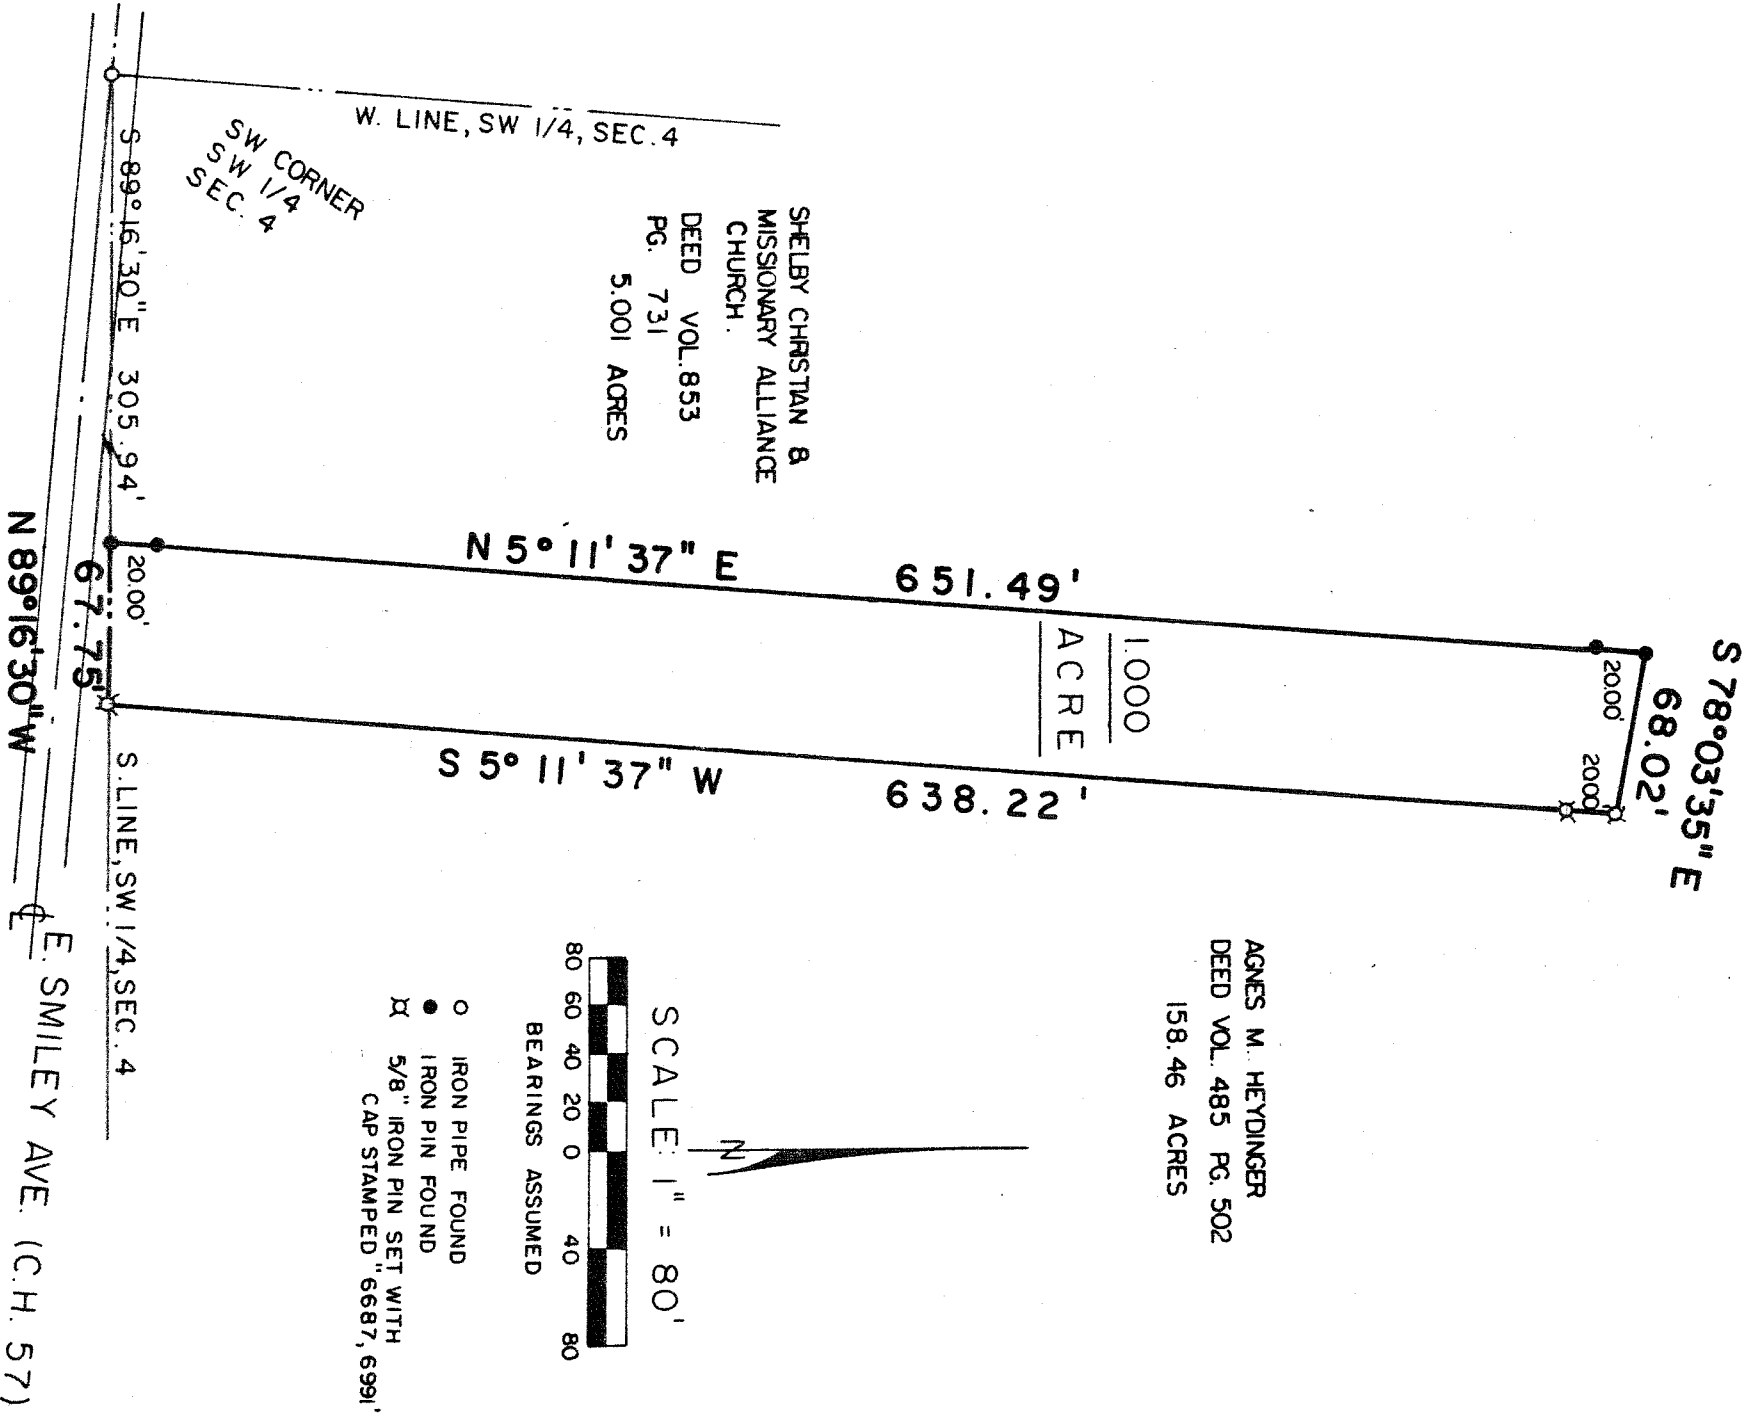 S 78°03'35" E
68.02'
20.00'
20.00'
AGNES M. HEYDINGER
DEED VOL. 485 PG. 502
158.46 ACRES
1.000
ACRE
N 5° 11' 37" E
651.49'
S 5° 11' 37" W
638.22'
SHELBY CHRISTIAN &
MISSIONARY ALLIANCE
CHURCH.
DEED VOL. 853
PG. 731
5.001 ACRES
W. LINE, SW 1/4, SEC. 4
SW CORNER
SW 1/4
SEC. 4
N
SCALE: 1" = 80'
80 60 40 20 0 40 80
BEARINGS ASSUMED
IRON PIPE FOUND
IRON PIN FOUND
5/8" IRON PIN SET WITH
CAP STAMPED "6687, 6991'
S 89°16'30"E 305.94'
20.00'
S. LINE, SW 1/4, SEC. 4
67.75'
N 89°16'30" W
℄ E. SMILEY AVE. (C.H. 57)